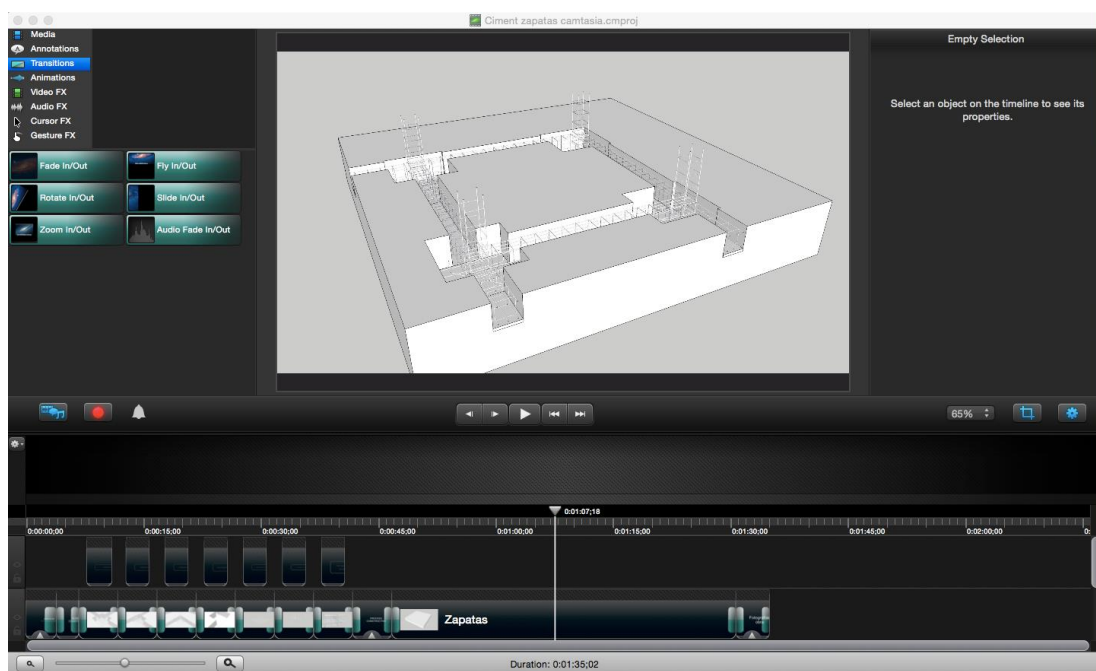 Ciment zapatas camtasia.cmproj
Media
Annotations
Transitions
Animations
Video FX
Audio FX
Cursor FX
Gesture FX
Fade In/Out
Fly In/Out
Rotate In/Out
Slide In/Out
Zoom In/Out
Audio Fade In/Out
Empty Selection
Select an object on the timeline to see its
properties.
65%
0:01:07;18
0:00:00;00
0:00:15;00
0:00:30;00
0:00:45;00
0:01:00;00
0:01:15;00
0:01:30;00
0:01:45;00
0:02:00;00
0:
Zapatas
Duration: 0:01:35;02